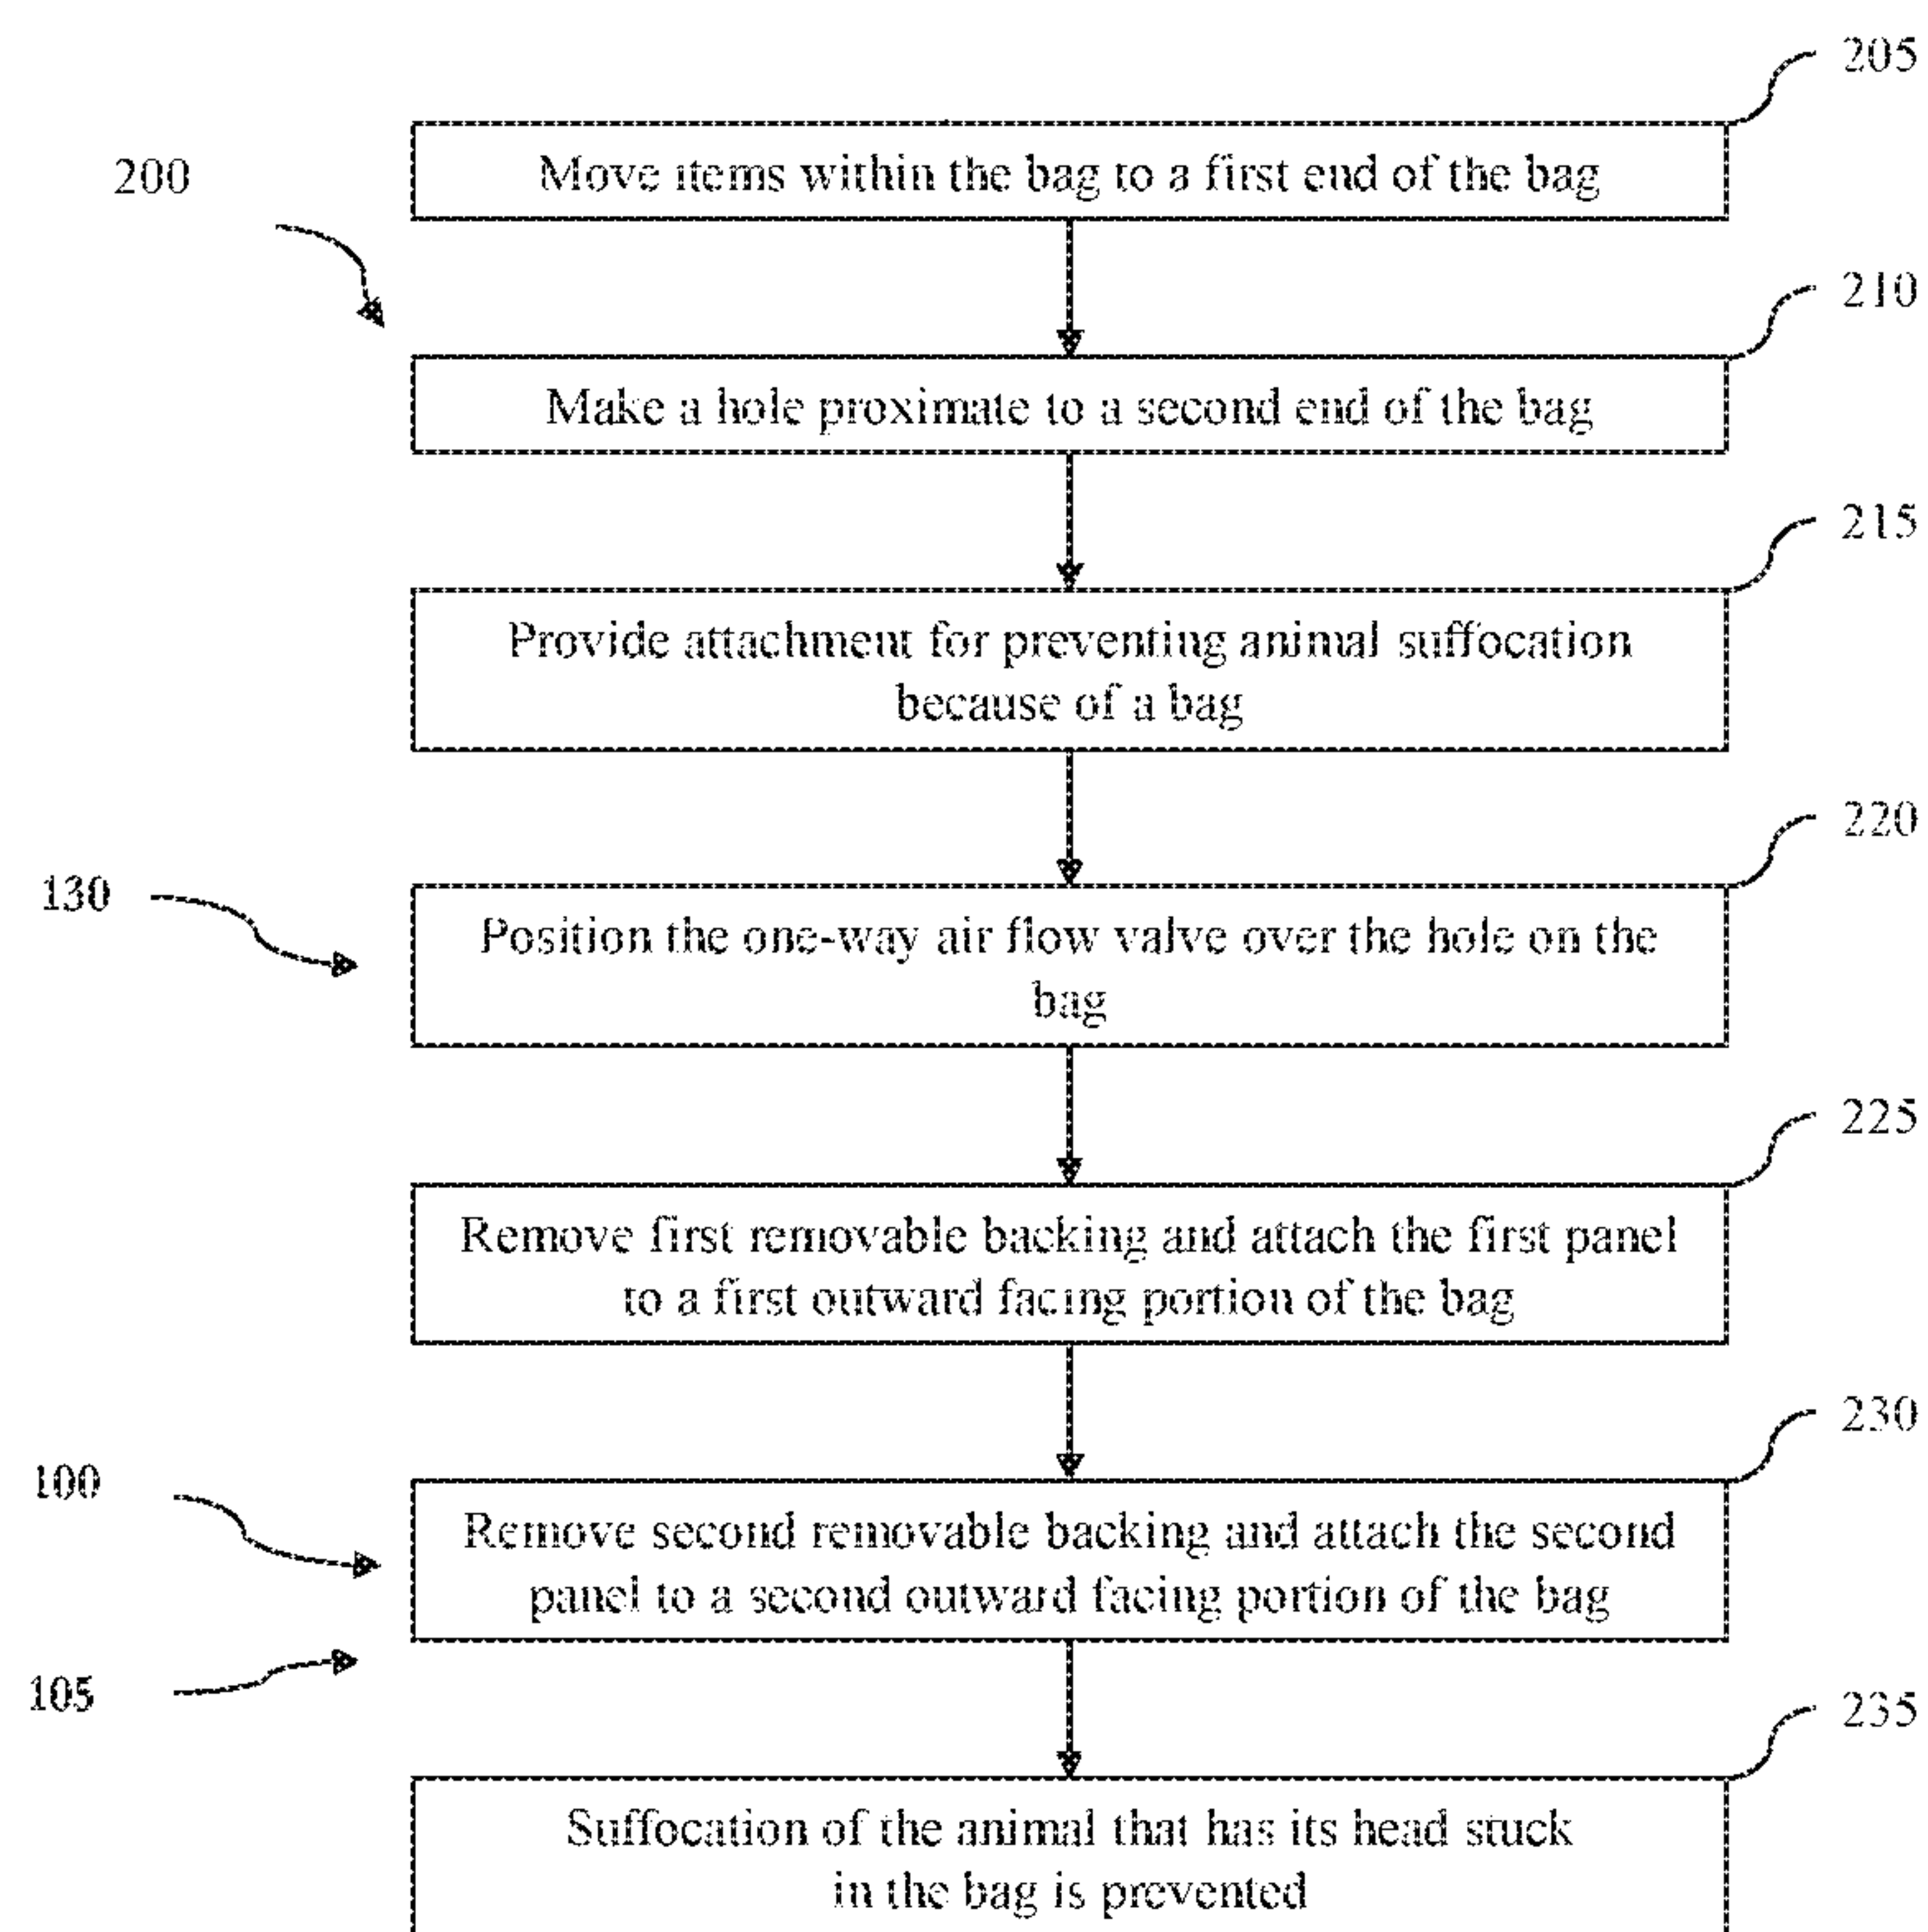 205
200
Move items within the bag to a first end of the bag
210
Make a hole proximate to a second end of the bag
215
Provide attachment for preventing animal suffocation
because of a bag
220
130
Position the one-way air flow valve over the hole on the
bag
225
Remove first removable backing and attach the first panel
to a first outward facing portion of the bag
230
100
Remove second removable backing and attach the second
panel to a second outward facing portion of the bag
105
235
Suffocation of the animal that has its head stuck
in the bag is prevented